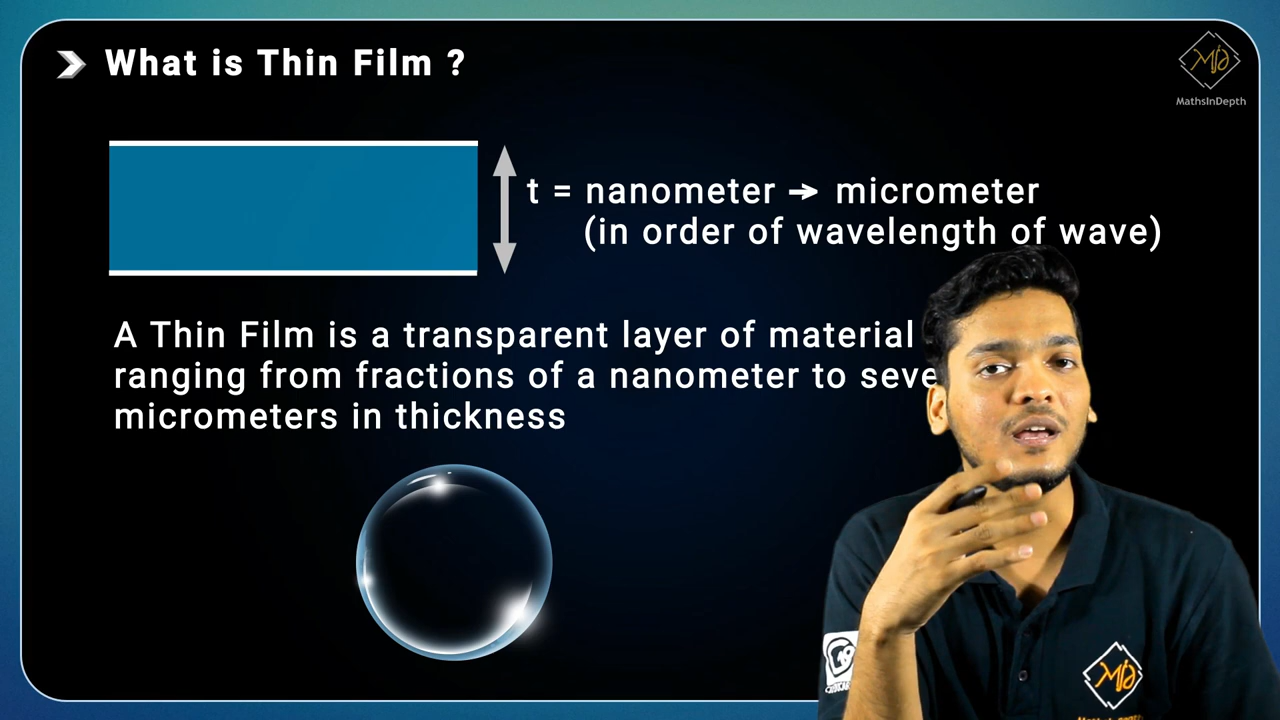 What is Thin Film ?
MathsInDepth
t = nanometer → micrometer
(in order of wavelength of wave)
A Thin Film is a transparent layer of material
ranging from fractions of a nanometer to seve
micrometers in thickness